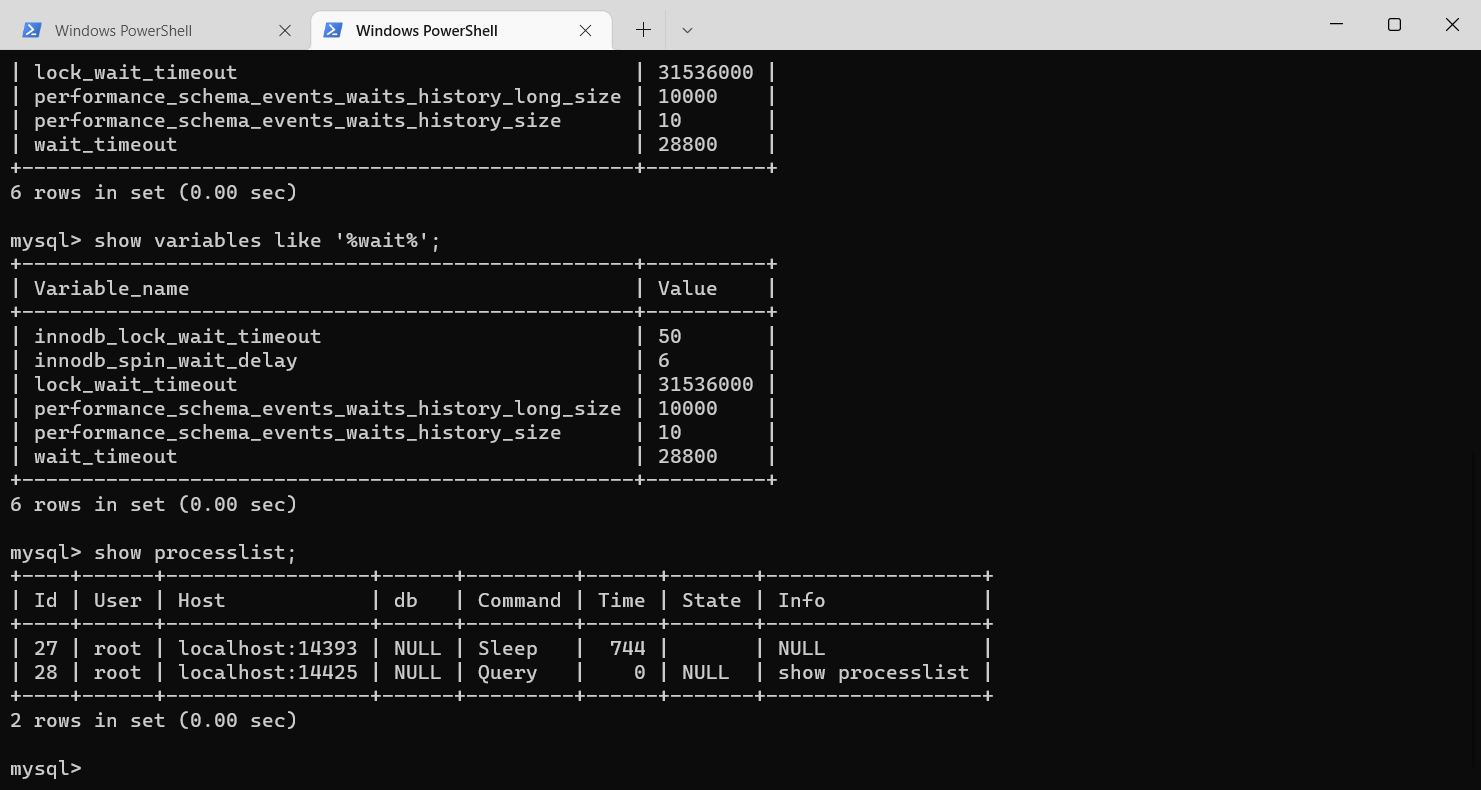 Windows PowerShell
Windows PowerShell
| lock_wait_timeout                                | 31536000 |
| performance_schema_events_waits_history_long_size | 10000    |
| performance_schema_events_waits_history_size      | 10       |
| wait_timeout                                      | 28800    |
+---------------------------------------------------+----------+
6 rows in set (0.00 sec)
mysql> show variables like '%wait%';
+---------------------------------------------------+----------+
| Variable_name                                     | Value    |
+---------------------------------------------------+----------+
| innodb_lock_wait_timeout                          | 50       |
| innodb_spin_wait_delay                            | 6        |
| lock_wait_timeout                                 | 31536000 |
| performance_schema_events_waits_history_long_size | 10000    |
| performance_schema_events_waits_history_size      | 10       |
| wait_timeout                                      | 28800    |
+---------------------------------------------------+----------+
6 rows in set (0.00 sec)
mysql> show processlist;
+----+------+-----------------+------+---------+------+-------+------------------+
| Id | User | Host            | db   | Command | Time | State | Info             |
+----+------+-----------------+------+---------+------+-------+------------------+
| 27 | root | localhost:14393 | NULL | Sleep   |  744 |       | NULL             |
| 28 | root | localhost:14425 | NULL | Query   |    0 | NULL  | show processlist |
+----+------+-----------------+------+---------+------+-------+------------------+
2 rows in set (0.00 sec)
mysql>